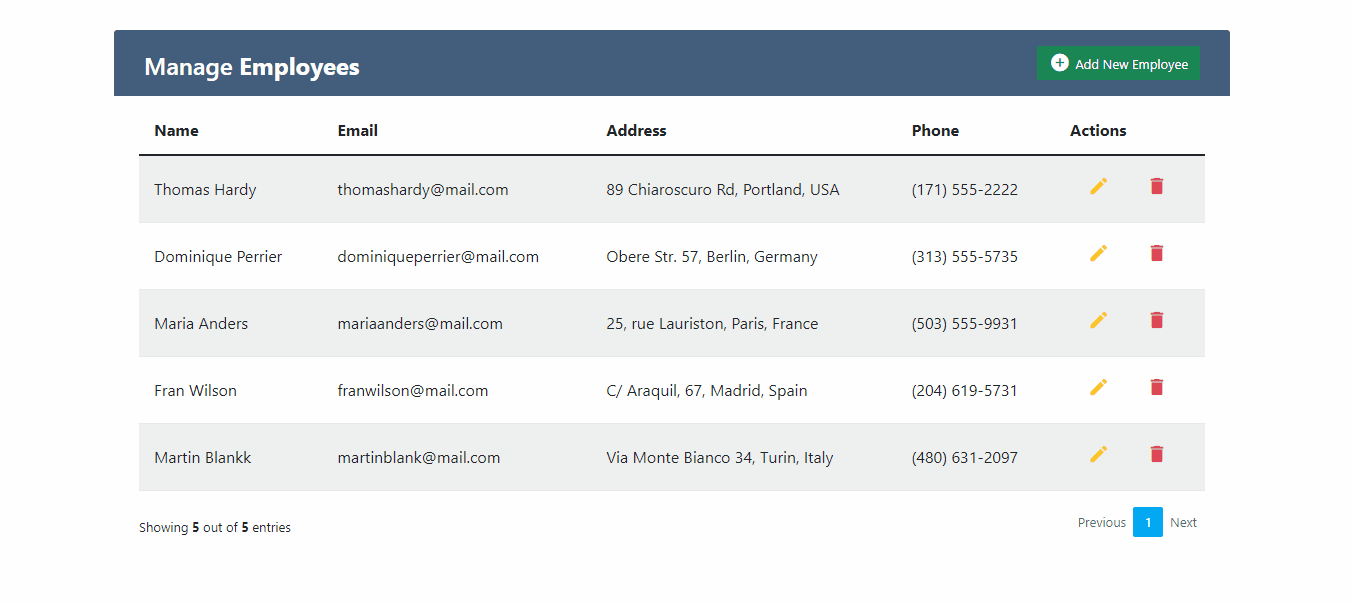 Manage Employees
Add New Employee
Name Email Address Phone Actions
Thomas Hardy thomashardy@mail.com 89 Chiaroscuro Rd, Portland, USA (171) 555-2222
Dominique Perrier dominiqueperrier@mail.com Obere Str. 57, Berlin, Germany (313) 555-5735
Maria Anders mariaanders@mail.com 25, rue Lauriston, Paris, France (503) 555-9931
Fran Wilson franwilson@mail.com C/ Araquil, 67, Madrid, Spain (204) 619-5731
Martin Blankk martinblank@mail.com Via Monte Bianco 34, Turin, Italy (480) 631-2097
Showing 5 out of 5 entries
Previous 1 Next